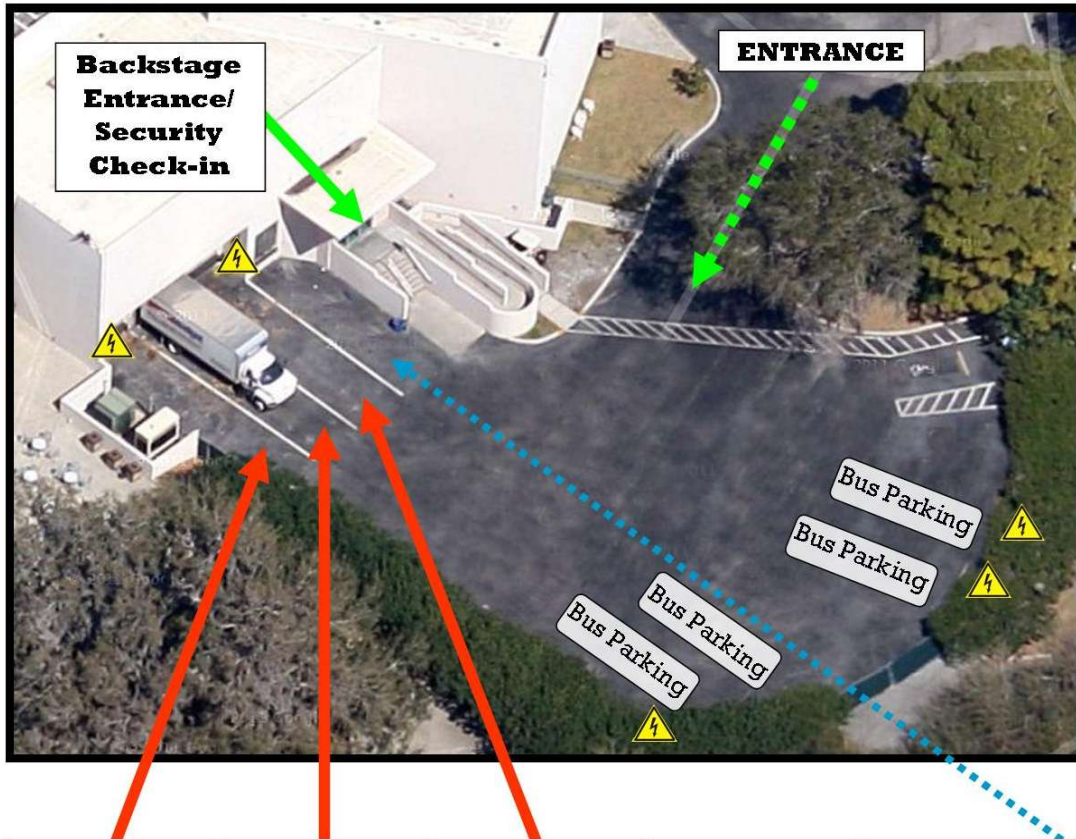 Backstage
Entrance/
Security
Check-in
ENTRANCE
Bus Parking
Bus Parking
Bus Parking
Bus Parking